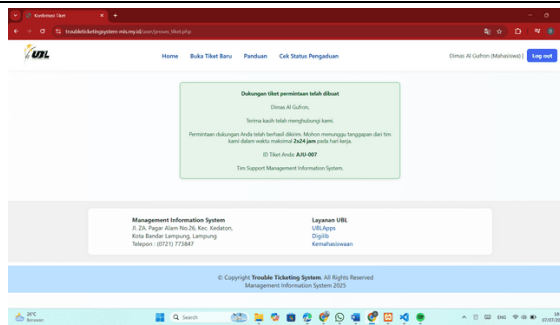 Konfirmasi Tiket
troubleticketingsystem-mis.my.id/user/proses_tiket.php
UBL
Home Buka Tiket Baru Panduan Cek Status Pengaduan
Dimas Al Gufron (Mahasiswa) | Log out
Dukungan tiket permintaan telah dibuat
Dimas Al Gufron,
Terima kasih telah menghubungi kami.
Permintaan dukungan Anda telah berhasil dikirim. Mohon menunggu tanggapan dari tim
kami dalam waktu maksimal 2x24 jam pada hari kerja.
ID Tiket Anda: AJU-007
Tim Support Management Information System.
Management Information System
Jl. ZA. Pagar Alam No.26, Kec. Kedaton,
Kota Bandar Lampung, Lampung
Telepon : (0721) 773847
Layanan UBL
UBLApps
Digilib
Kemahasiswaan
© Copyright Trouble Ticketing System. All Rights Reserved
Management Information System 2025
26°C
Berawan
Search
ENG